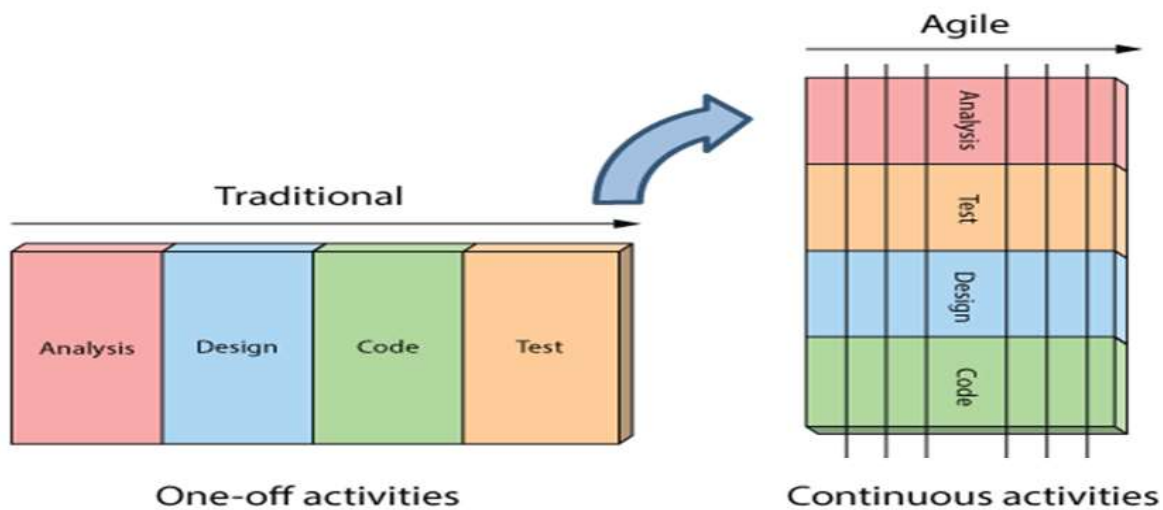 Traditional
Analysis
Design
Code
Test
One-off activities
Agile
Analysis
Test
Design
Code
Continuous activities